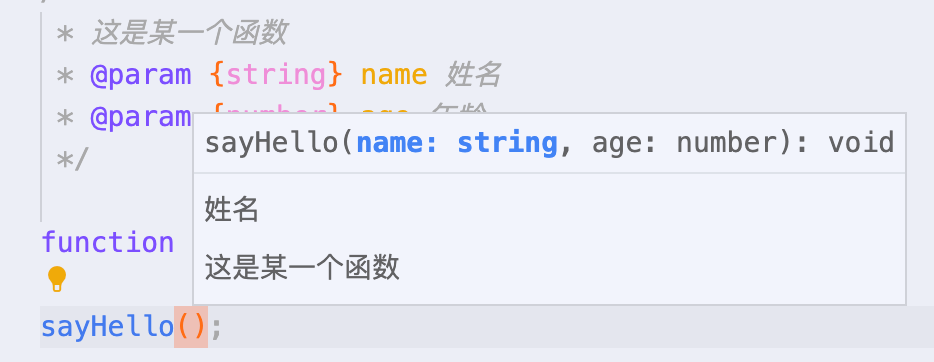 * 这是某一个函数
* @param {string} name 姓名
* @param
*/
sayHello(name: string, age: number): void
姓名
这是某一个函数
function
sayHello();